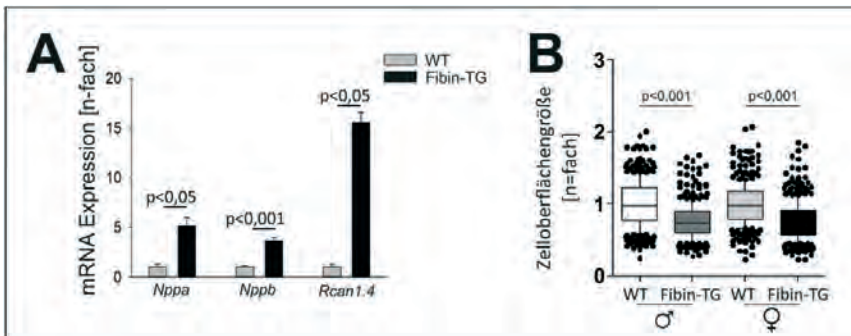 A
mRNA Expression [n-fach]
20
15
10
5
0
WT
Fibin-TG
p<0,05
p<0,001
p<0,05
Nppa Nppb Rcan1.4
B
Zelloberflächengröße
[n=fach]
3
2
1
0
p<0,001 p<0,001
WT Fibin-TG WT Fibin-TG
♂ ♀